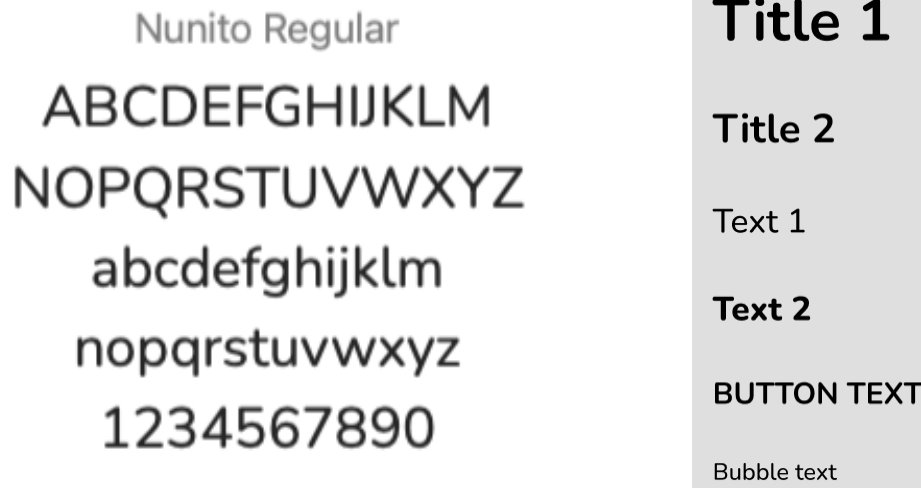 Nunito Regular
ABCDEFGHIJKLM
NOPQRSTUVWXYZ
abcdefghijklm
nopqrstuvwxyz
1234567890
Title 1
Title 2
Text 1
Text 2
BUTTON TEXT
Bubble text